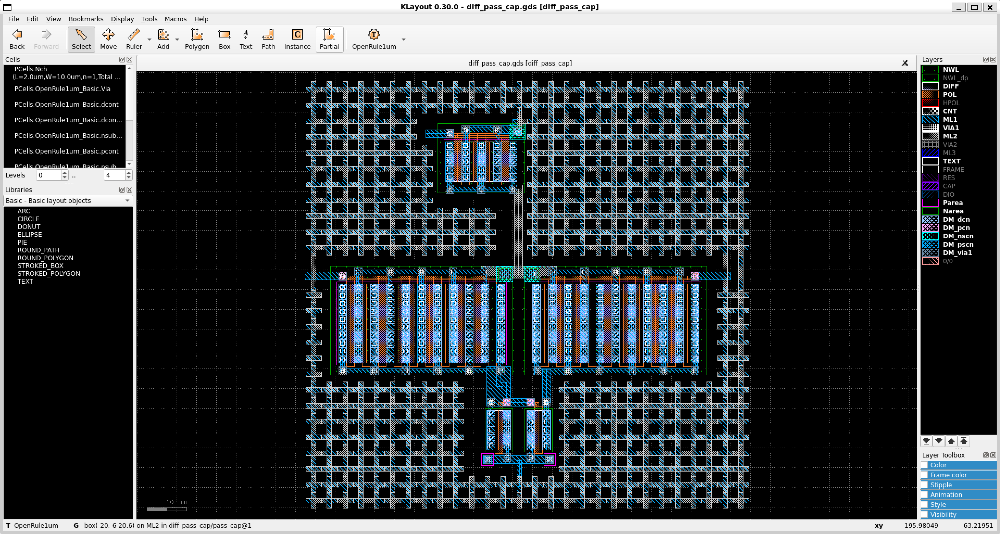 KLayout 0.30.0 - diff_pass_cap.gds [diff_pass_cap]
File Edit View Bookmarks Display Tools Macros Help
Back Forward Select Move Ruler Add Polygon Box Text Path Instance Partial OpenRule1um
Cells
PCells.Nch
(L=2.0um,W=10.0um,n=1,Total ...
PCells.OpenRule1um_Basic.Via
PCells.OpenRule1um_Basic.dcont
PCells.OpenRule1um_Basic.dcon...
PCells.OpenRule1um_Basic.nsub...
PCells.OpenRule1um_Basic.pcont
PCells.OpenRule1um_Basic.psub
Levels 0 .. 4
Libraries
Basic - Basic layout objects
ARC
CIRCLE
DONUT
ELLIPSE
PIE
ROUND_PATH
ROUND_POLYGON
STROKED_BOX
STROKED_POLYGON
TEXT
diff_pass_cap.gds [diff_pass_cap]
10 µm
Layers
NWL
NWL_dp
DIFF
POL
HPOL
CNT
ML1
VIA1
ML2
VIA2
ML3
TEXT
FRAME
RES
CAP
DIO
Parea
Narea
DM_dcn
DM_pcn
DM_nscn
DM_pscn
DM_via1
0/0
Layer Toolbox
Color
Frame color
Stipple
Animation
Style
Visibility
T OpenRule1um G box(-20,-6 20,6) on ML2 in diff_pass_cap/pass_cap@1 xy 195.98049 63.21951